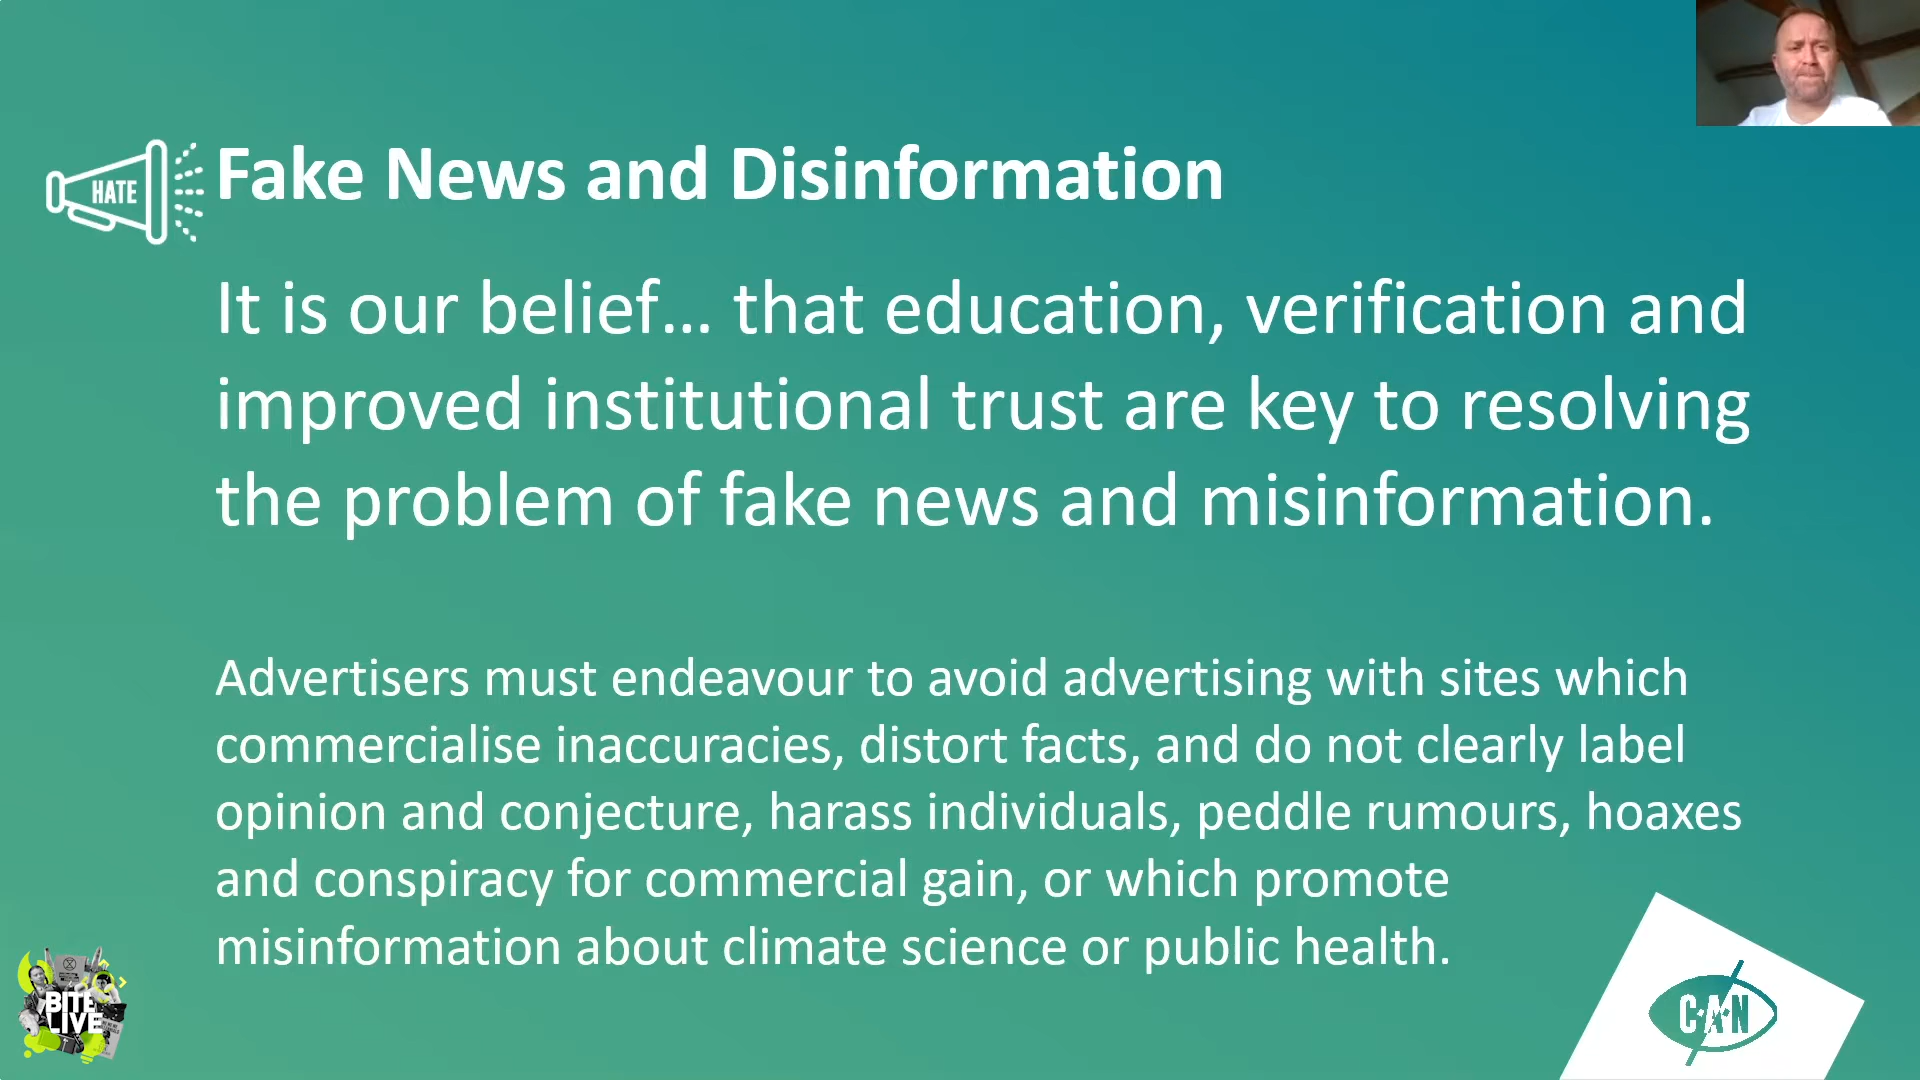 HATE
Fake News and Disinformation
It is our belief... that education, verification and
improved institutional trust are key to resolving
the problem of fake news and misinformation.
Advertisers must endeavour to avoid advertising with sites which
commercialise inaccuracies, distort facts, and do not clearly label
opinion and conjecture, harass individuals, peddle rumours, hoaxes
and conspiracy for commercial gain, or which promote
misinformation about climate science or public health.
BITE
LIVE
CAN